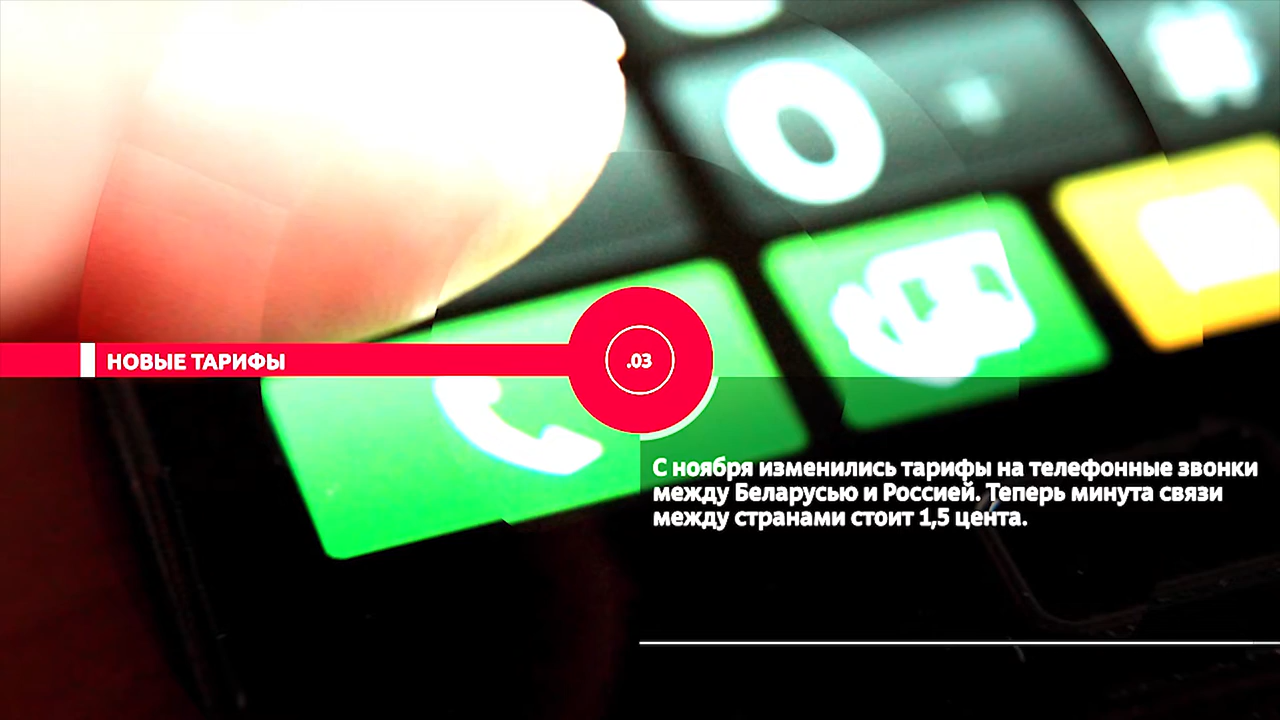 НОВЫЕ ТАРИФЫ
.03
С ноября изменились тарифы на телефонные звонки
между Беларусью и Россией. Теперь минута связи
между странами стоит 1,5 цента.